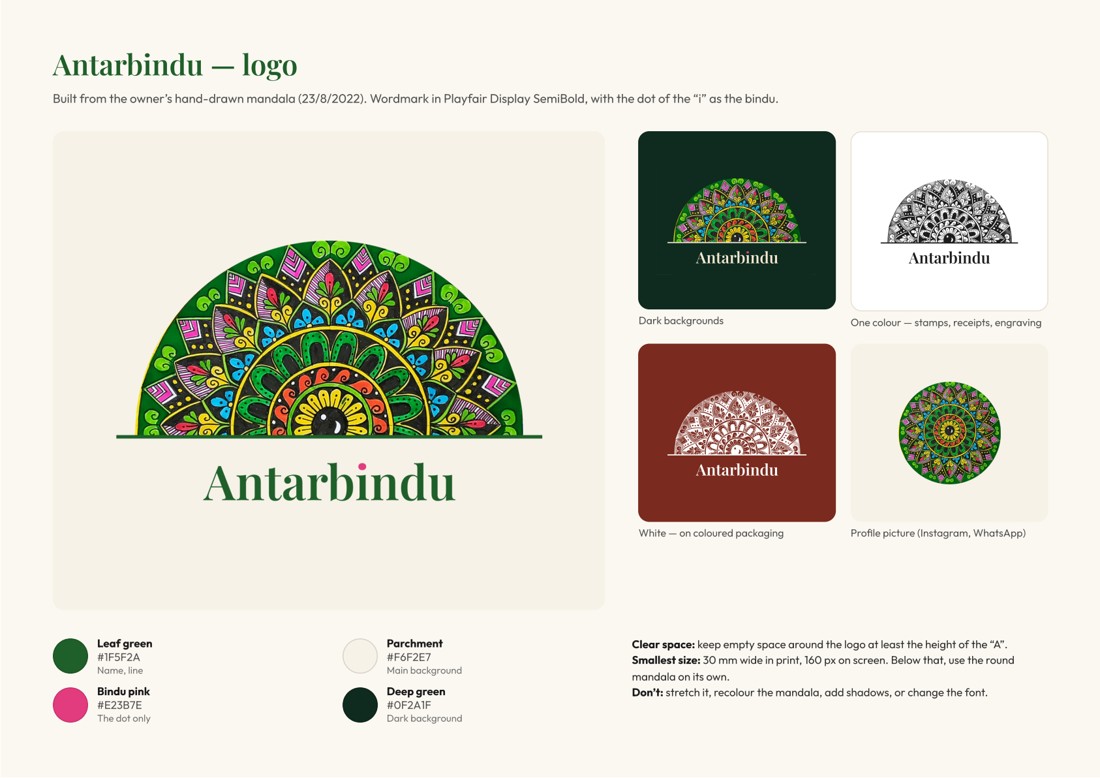 Antarbindu — logo
Built from the owner’s hand-drawn mandala (23/8/2022). Wordmark in Playfair Display SemiBold, with the dot of the “i” as the bindu.
Antarbindu
Antarbindu
Dark backgrounds
Antarbindu
One colour — stamps, receipts, engraving
Antarbindu
White — on coloured packaging
Profile picture (Instagram, WhatsApp)
Leaf green
#1F5F2A
Name, line
Bindu pink
#E23B7E
The dot only
Parchment
#F6F2E7
Main background
Deep green
#0F2A1F
Dark background
Clear space: keep empty space around the logo at least the height of the “A”.
Smallest size: 30 mm wide in print, 160 px on screen. Below that, use the round
mandala on its own.
Don’t: stretch it, recolour the mandala, add shadows, or change the font.